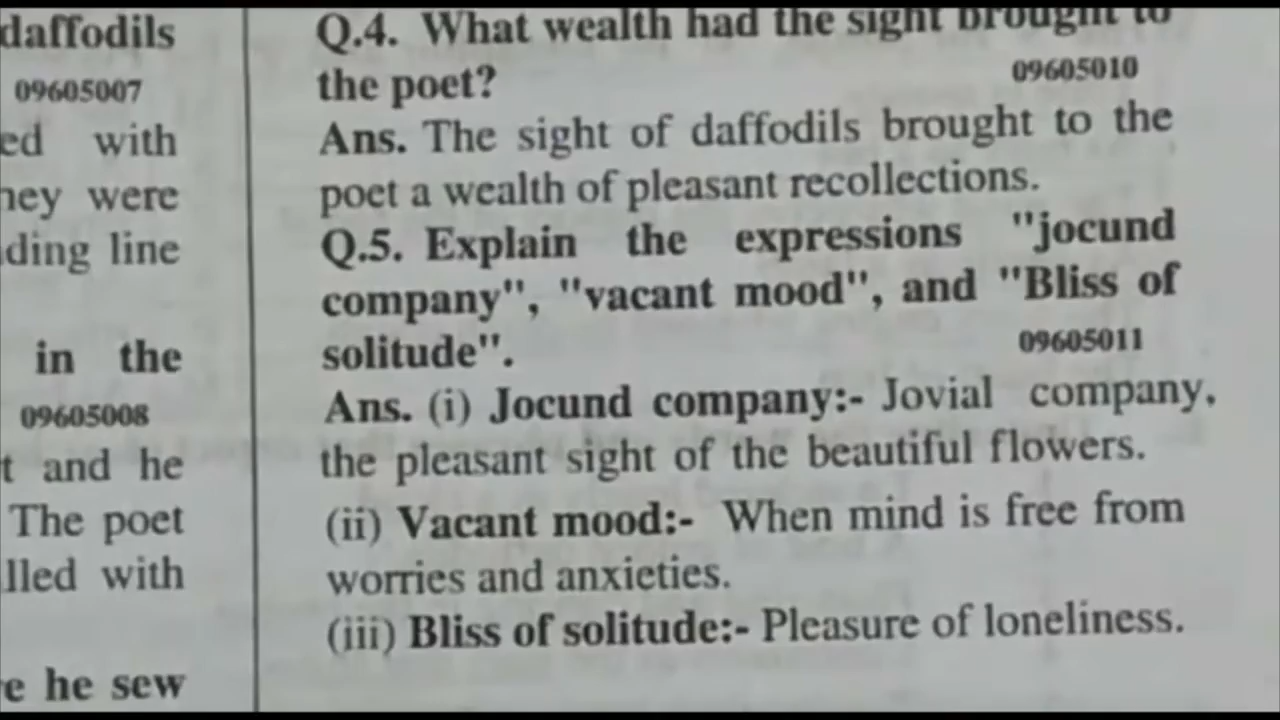 daffodils
09605007
ed with
hey were
ding line
in the
09605008
t and he
The poet
lled with
e he sew
Q.4. What wealth had the sight brought to
the poet? 09605010
Ans. The sight of daffodils brought to the
poet a wealth of pleasant recollections.
Q.5. Explain the expressions "jocund
company", "vacant mood", and "Bliss of
solitude". 09605011
Ans. (i) Jocund company:- Jovial company,
the pleasant sight of the beautiful flowers.
(ii) Vacant mood:- When mind is free from
worries and anxieties.
(iii) Bliss of solitude:- Pleasure of loneliness.